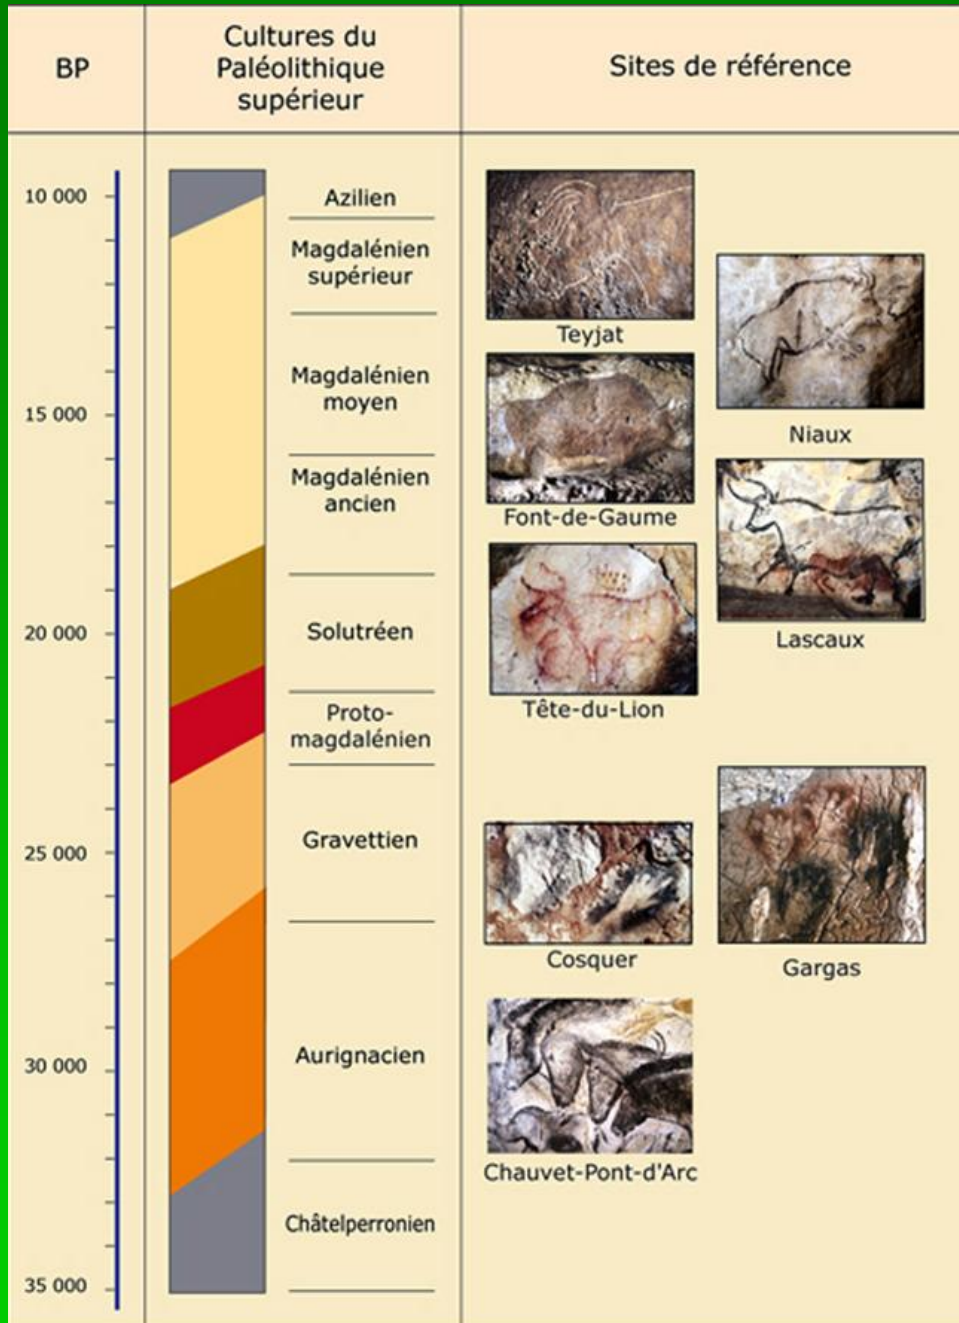 BP
Cultures du
Paléolithique
supérieur
Sites de référence
10 000
15 000
20 000
25 000
30 000
35 000
Azilien
Magdalénien
supérieur
Magdalénien
moyen
Magdalénien
ancien
Solutréen
Proto-
magdalénien
Gravettien
Aurignacien
Châtelperronien
Teyjat
Niaux
Font-de-Gaume
Lascaux
Tête-du-Lion
Cosquer
Gargas
Chauvet-Pont-d'Arc